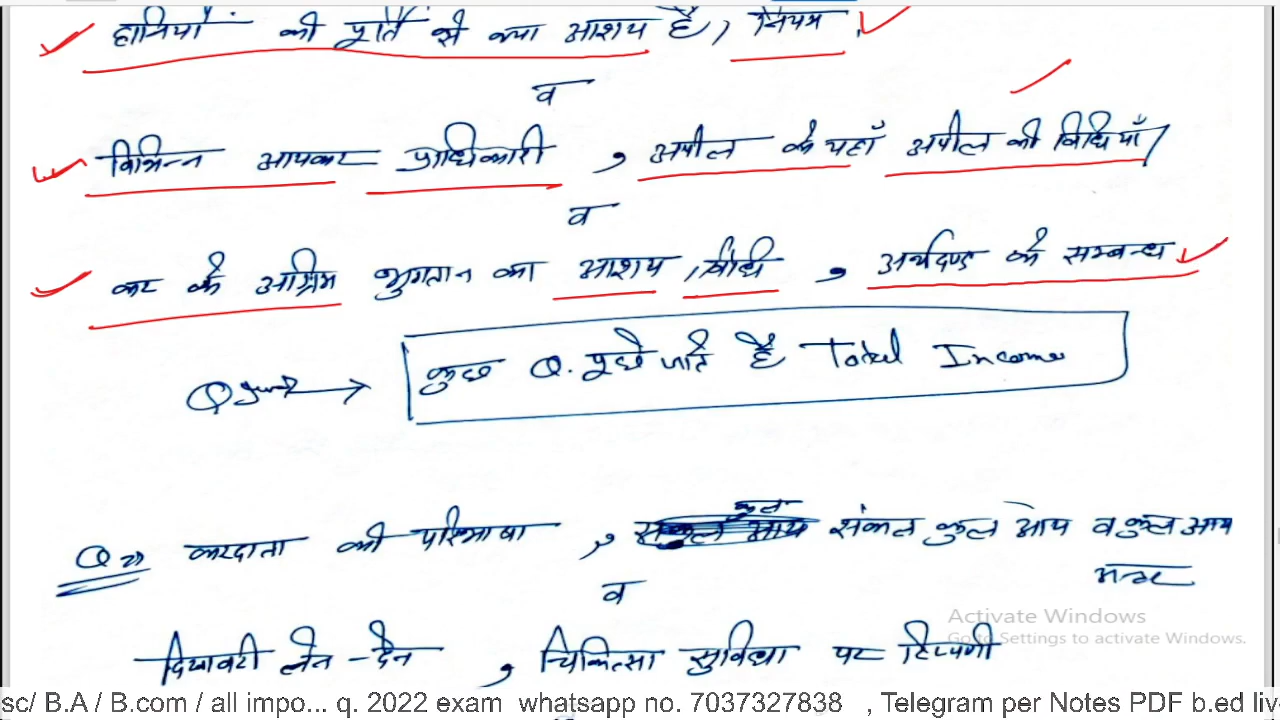 हानियों की पूर्ति से क्या आशय है, नियम
व
विभिन्न आयकर प्राधिकारी , अपील के यहाँ अपील की विधियाँ /
व
कर के अग्रिम भुगतान का आशय , विधि , अर्थदण्ड के सम्बन्ध
कुछ Q. पूछे जाते है Total Income
Q करदाता की परिभाषा , संकल कुल आय व कुल आय
व
दिखावटी लेन - देन , चिकित्सा सुविधा पर टिप्पणी
Activate Windows
Go to Settings to activate Windows.
sc/ B.A / B.com / all impo... q. 2022 exam whatsapp no. 7037327838 , Telegram per Notes PDF b.ed liv